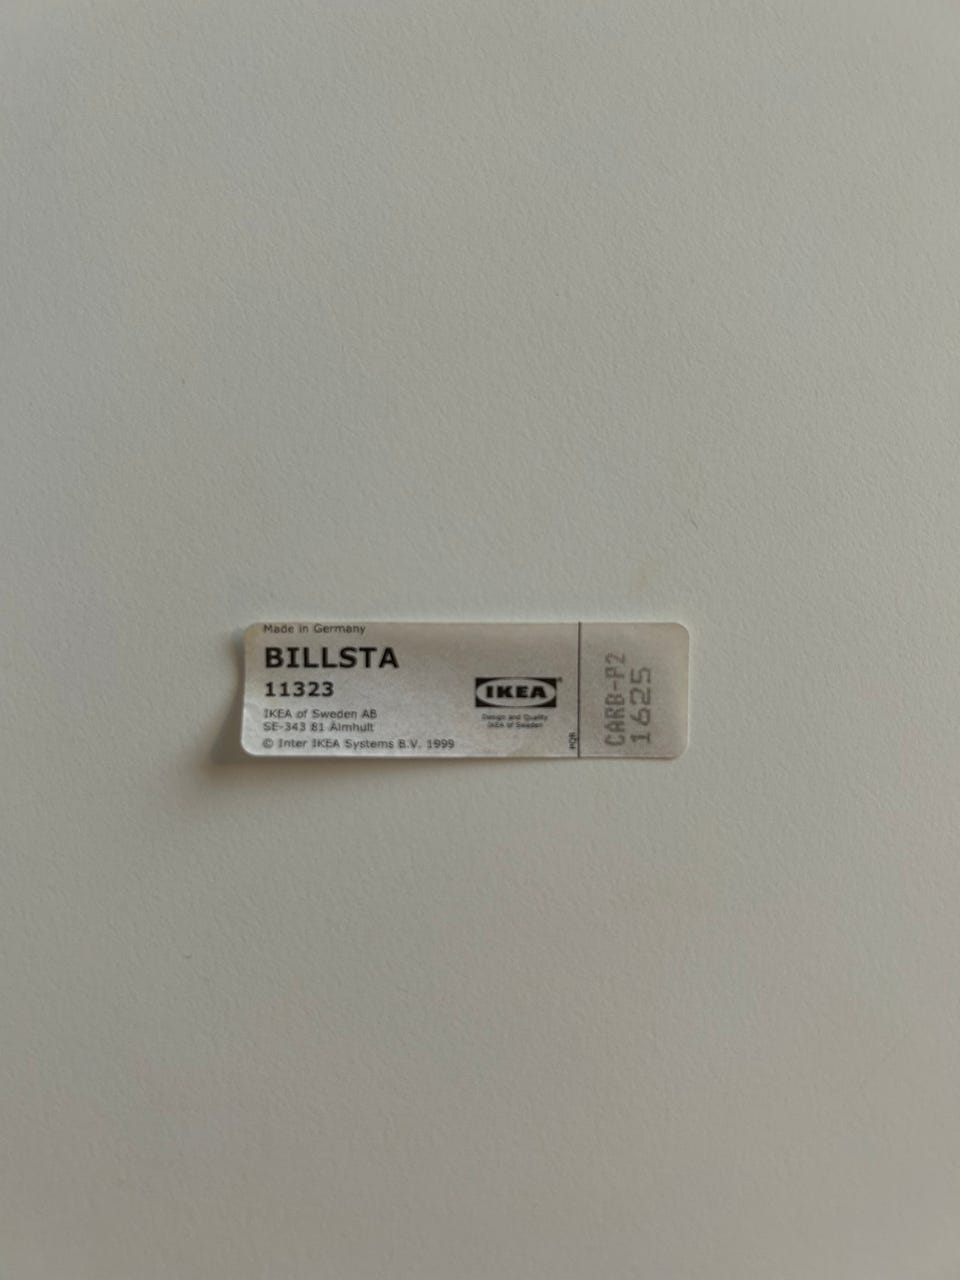 Made in Germany
BILLSTA
11323
IKEA of Sweden AB
SE-343 81 Älmhult
© Inter IKEA Systems B.V. 1999
IKEA®
Design and Quality
IKEA of Sweden
CARB-P2
1625